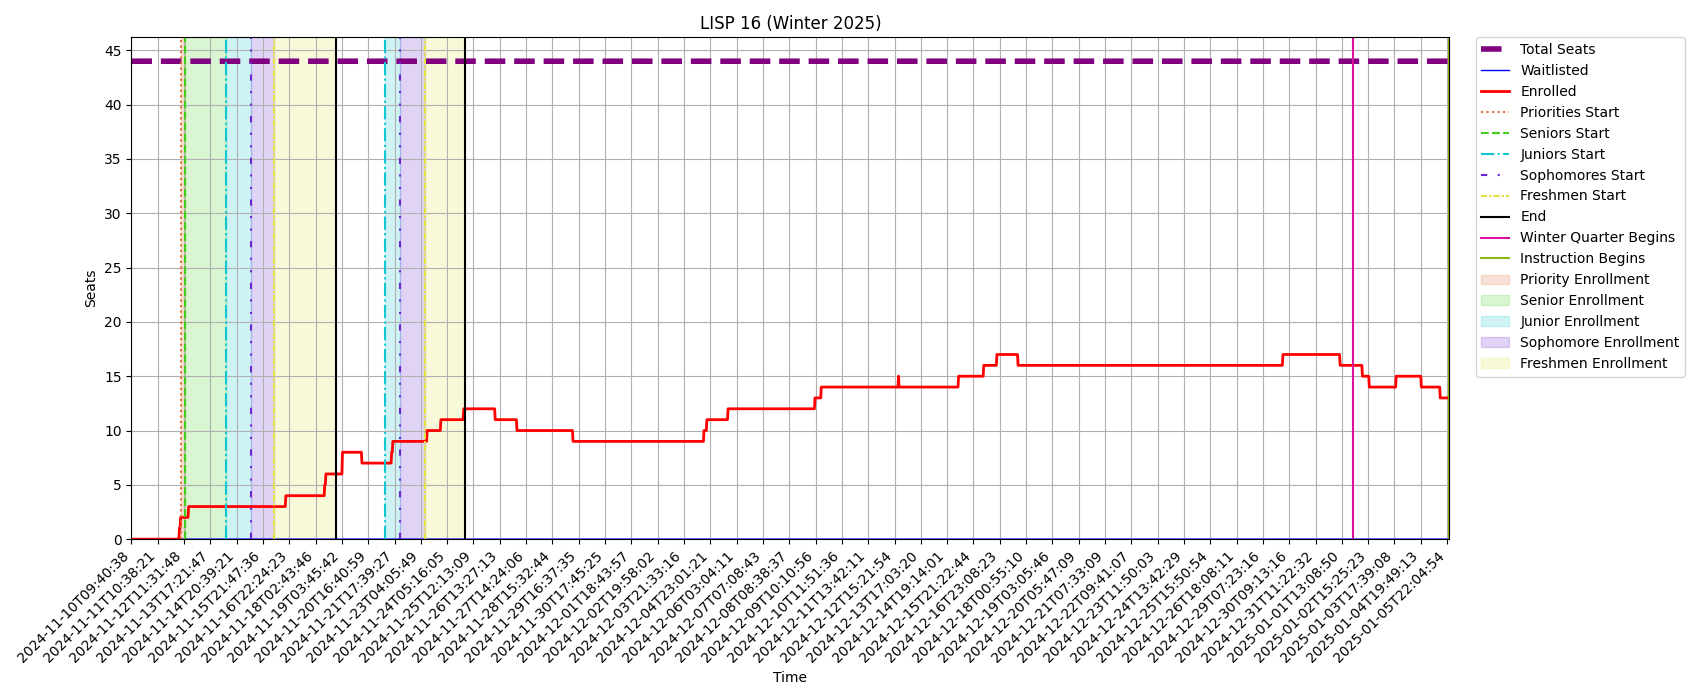 LISP 16 (Winter 2025)
45
40
35
30
25
20
15
10
5
0
Seats
2024-11-10T09:40:38
2024-11-11T10:38:21
2024-11-12T11:31:48
2024-11-13T17:21:47
2024-11-14T20:39:21
2024-11-15T21:47:36
2024-11-16T22:24:23
2024-11-18T02:43:46
2024-11-19T03:45:42
2024-11-20T16:40:59
2024-11-21T17:39:27
2024-11-23T04:05:49
2024-11-24T05:16:05
2024-11-25T12:13:09
2024-11-26T13:27:13
2024-11-27T14:24:06
2024-11-28T15:32:44
2024-11-29T16:37:35
2024-11-30T17:45:25
2024-12-01T18:43:57
2024-12-02T19:58:02
2024-12-03T21:33:16
2024-12-04T23:01:21
2024-12-06T03:04:11
2024-12-07T07:08:43
2024-12-08T08:38:37
2024-12-09T10:10:56
2024-12-10T11:51:36
2024-12-11T13:42:11
2024-12-12T15:21:54
2024-12-13T17:03:20
2024-12-14T19:14:01
2024-12-15T21:22:44
2024-12-16T23:08:23
2024-12-18T00:55:10
2024-12-19T03:05:46
2024-12-20T05:47:09
2024-12-21T07:33:09
2024-12-22T09:41:07
2024-12-23T11:50:03
2024-12-24T13:42:29
2024-12-25T15:50:54
2024-12-26T18:08:11
2024-12-29T07:23:16
2024-12-30T09:13:16
2024-12-31T11:22:32
2025-01-01T13:08:50
2025-01-02T15:25:23
2025-01-03T17:39:08
2025-01-04T19:49:13
2025-01-05T22:04:54
Time
Total Seats
Waitlisted
Enrolled
Priorities Start
Seniors Start
Juniors Start
Sophomores Start
Freshmen Start
End
Winter Quarter Begins
Instruction Begins
Priority Enrollment
Senior Enrollment
Junior Enrollment
Sophomore Enrollment
Freshmen Enrollment